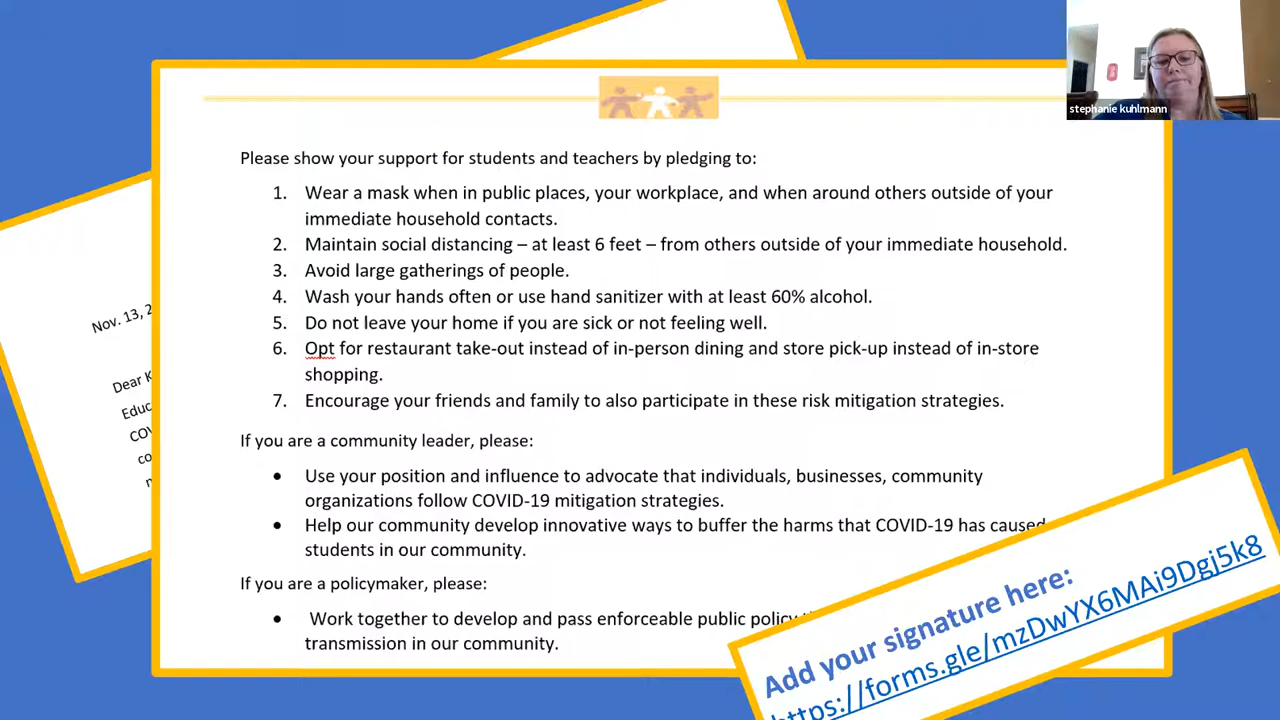 stephanie kuhlmann
Please show your support for students and teachers by pledging to:
1. Wear a mask when in public places, your workplace, and when around others outside of your
immediate household contacts.
2. Maintain social distancing – at least 6 feet – from others outside of your immediate household.
3. Avoid large gatherings of people.
4. Wash your hands often or use hand sanitizer with at least 60% alcohol.
5. Do not leave your home if you are sick or not feeling well.
6. Opt for restaurant take-out instead of in-person dining and store pick-up instead of in-store
shopping.
7. Encourage your friends and family to also participate in these risk mitigation strategies.
If you are a community leader, please:
• Use your position and influence to advocate that individuals, businesses, community
organizations follow COVID-19 mitigation strategies.
• Help our community develop innovative ways to buffer the harms that COVID-19 has caused
students in our community.
If you are a policymaker, please:
• Work together to develop and pass enforceable public policy
transmission in our community.
Nov. 13, 2
Dear
Add your signature here:
https://forms.gle/mzDwYX6MAi9Dgj5k8